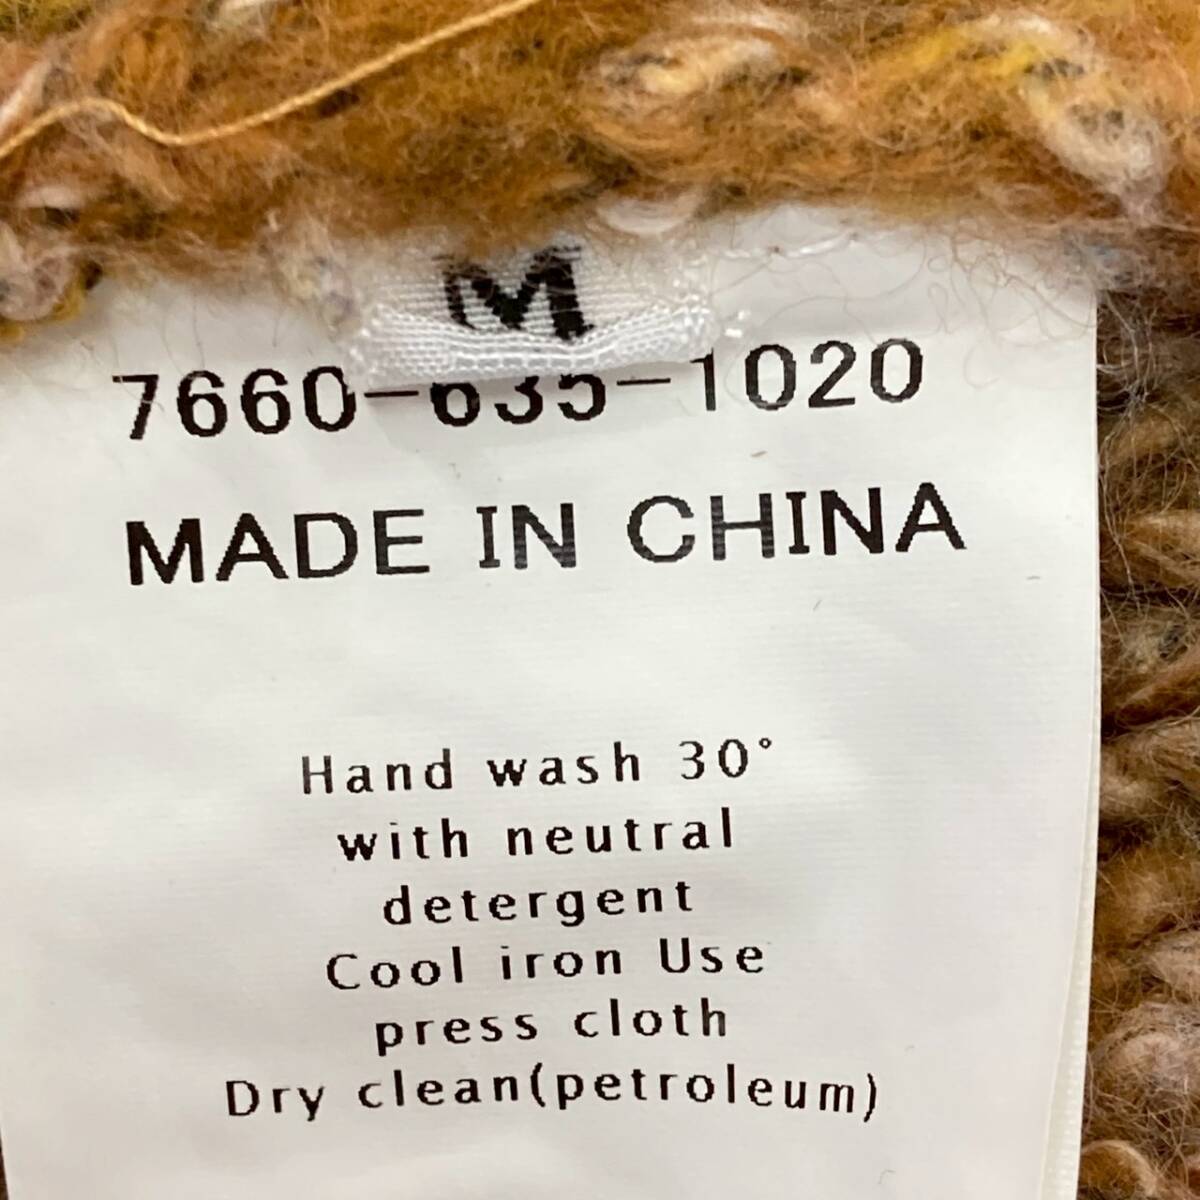 M
7660-635-1020
MADE IN CHINA
Hand wash 30°
with neutral
detergent
Cool iron Use
press cloth
Dry clean(petroleum)